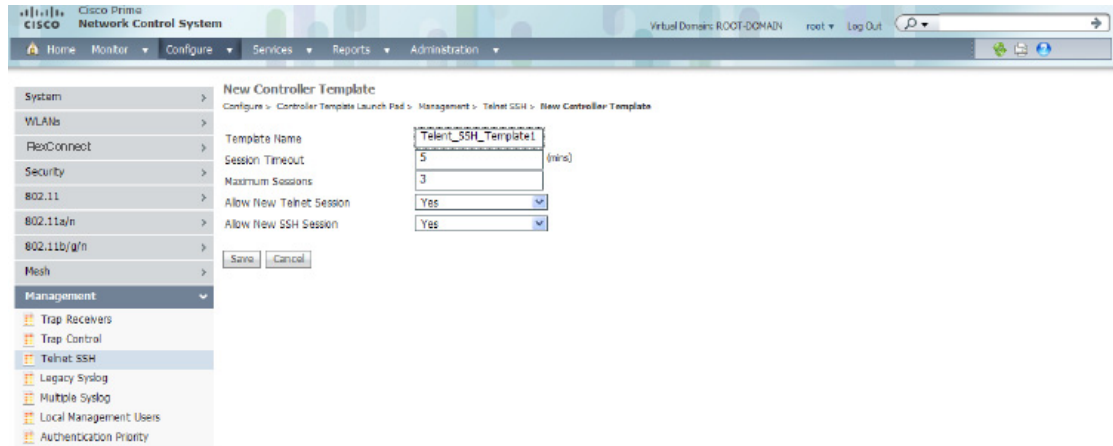 Cisco Prime
CISCO Network Control System
Virtual Domain: ROOT-DOMAIN root Log Out
Home Monitor Configure Services Reports Administration
System
WLANs
FlexConnect
Security
802.11
802.11a/n
802.11b/g/n
Mesh
Management
Trap Receivers
Trap Control
Telnet SSH
Legacy Syslog
Multiple Syslog
Local Management Users
Authentication Priority
New Controller Template
Configure > Controller Template Launch Pad > Management > Telnet SSH > New Controller Template
Template Name Telent_SSH_Template1
Session Timeout 5 (mins)
Maximum Sessions 3
Allow New Telnet Session Yes
Allow New SSH Session Yes
Save Cancel